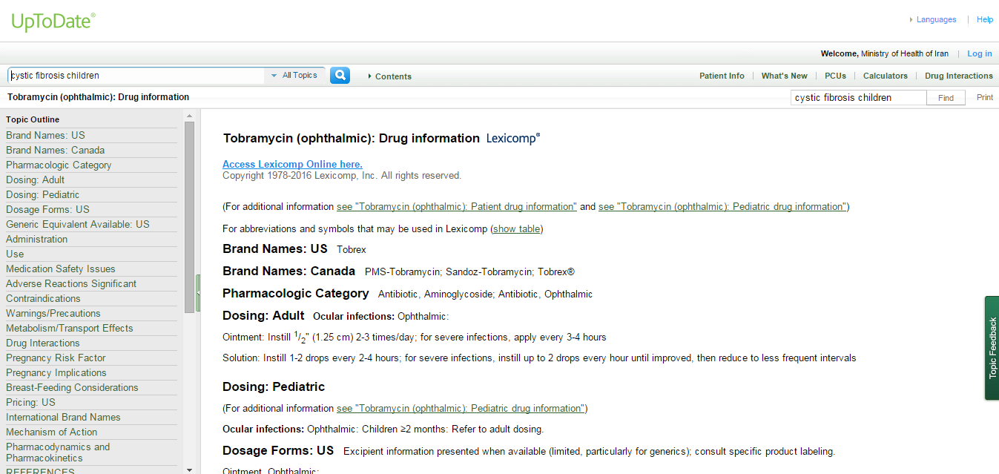 UpToDate®
Languages | Help
Welcome, Ministry of Health of Iran | Log in
cystic fibrosis children All Topics Contents Patient Info | What's New | PCUs | Calculators | Drug Interactions
Tobramycin (ophthalmic): Drug information cystic fibrosis children Find Print
Topic Outline
Brand Names: US
Brand Names: Canada
Pharmacologic Category
Dosing: Adult
Dosing: Pediatric
Dosage Forms: US
Generic Equivalent Available: US
Administration
Use
Medication Safety Issues
Adverse Reactions Significant
Contraindications
Warnings/Precautions
Metabolism/Transport Effects
Drug Interactions
Pregnancy Risk Factor
Pregnancy Implications
Breast-Feeding Considerations
Pricing: US
International Brand Names
Mechanism of Action
Pharmacodynamics and
Pharmacokinetics
REFERENCES
Tobramycin (ophthalmic): Drug information Lexicomp®
Access Lexicomp Online here.
Copyright 1978-2016 Lexicomp, Inc. All rights reserved.
(For additional information see "Tobramycin (ophthalmic): Patient drug information" and see "Tobramycin (ophthalmic): Pediatric drug information")
For abbreviations and symbols that may be used in Lexicomp (show table)
Brand Names: US Tobrex
Brand Names: Canada PMS-Tobramycin; Sandoz-Tobramycin; Tobrex®
Pharmacologic Category Antibiotic, Aminoglycoside; Antibiotic, Ophthalmic
Dosing: Adult Ocular infections: Ophthalmic:
Ointment: Instill 1/2" (1.25 cm) 2-3 times/day; for severe infections, apply every 3-4 hours
Solution: Instill 1-2 drops every 2-4 hours; for severe infections, instill up to 2 drops every hour until improved, then reduce to less frequent intervals
Dosing: Pediatric
(For additional information see "Tobramycin (ophthalmic): Pediatric drug information")
Ocular infections: Ophthalmic: Children ≥2 months: Refer to adult dosing.
Dosage Forms: US Excipient information presented when available (limited, particularly for generics); consult specific product labeling.
Ointment, Ophthalmic:
Topic Feedback